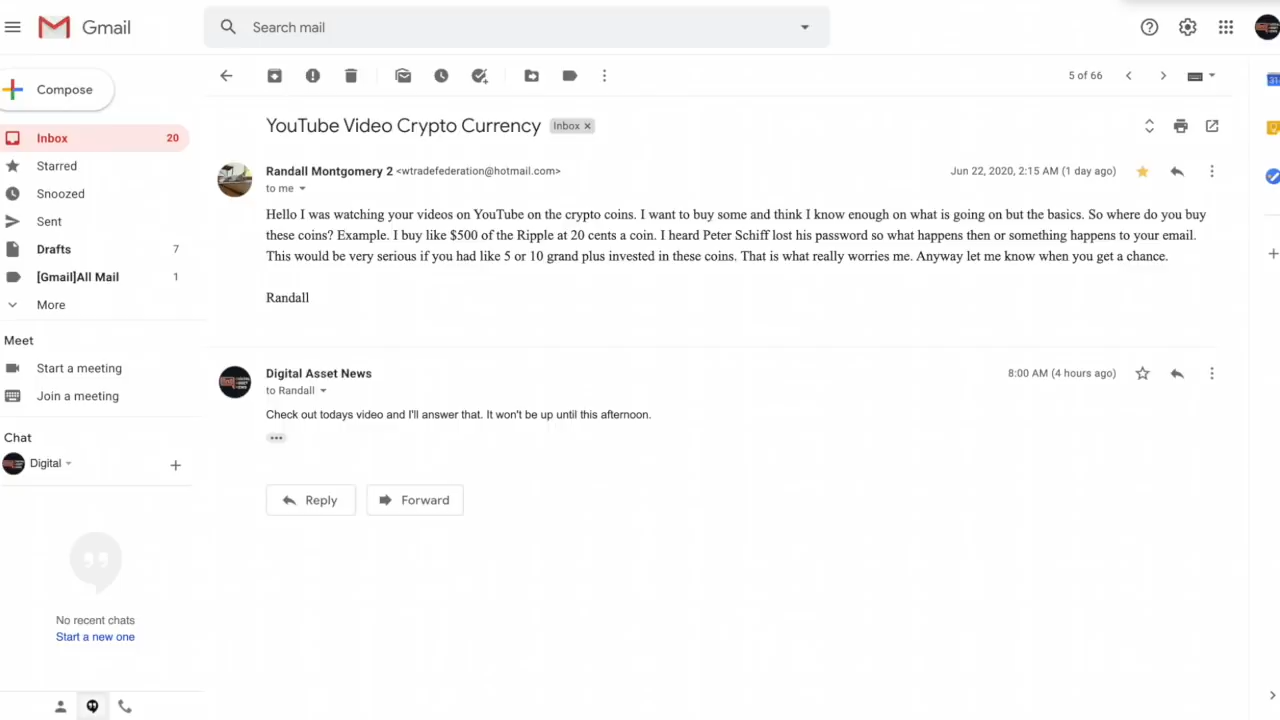 Gmail
Search mail
Compose
5 of 66
Inbox 20
Starred
Snoozed
Sent
Drafts 7
[Gmail]All Mail 1
More
Meet
Start a meeting
Join a meeting
Chat
Digital
No recent chats
Start a new one
YouTube Video Crypto Currency Inbox x
Randall Montgomery 2 <wtradefederation@hotmail.com> Jun 22, 2020, 2:15 AM (1 day ago)
to me
Hello I was watching your videos on YouTube on the crypto coins. I want to buy some and think I know enough on what is going on but the basics. So where do you buy
these coins? Example. I buy like $500 of the Ripple at 20 cents a coin. I heard Peter Schiff lost his password so what happens then or something happens to your email.
This would be very serious if you had like 5 or 10 grand plus invested in these coins. That is what really worries me. Anyway let me know when you get a chance.
Randall
Digital Asset News 8:00 AM (4 hours ago)
to Randall
Check out todays video and I'll answer that. It won't be up until this afternoon.
Reply Forward